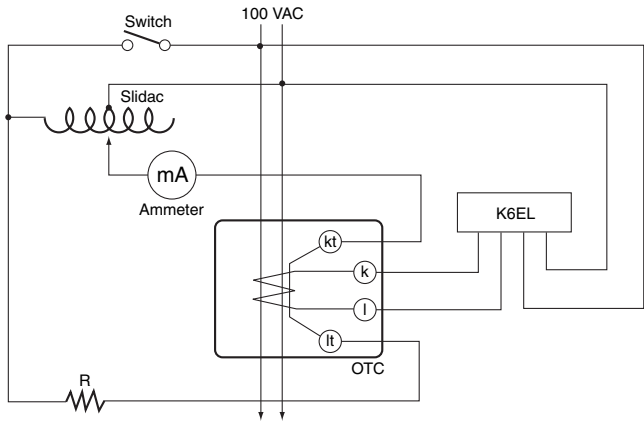 100 VAC
Switch
Slidac
mA
Ammeter
K6EL
kt
k
l
lt
OTC
R